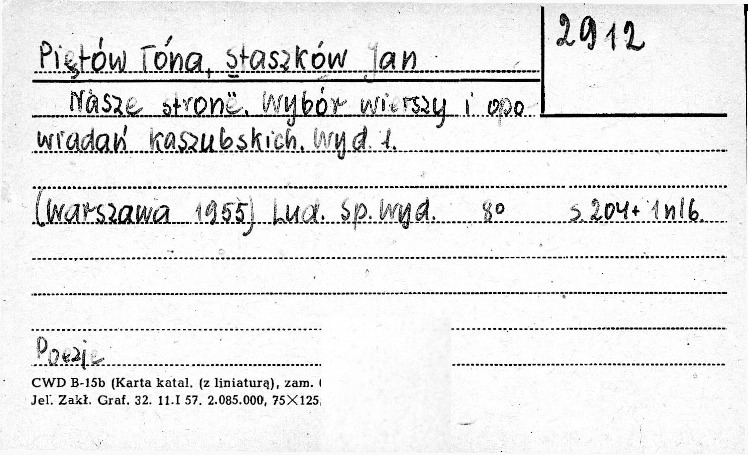 2912
Piętów Tóna, Staszków Jan
Nasze stronë. Wybór wierszy i opo
wiadań kaszubskich. Wyd. 1.
(Warszawa 1955) Lud. Sp. Wyd. 8° s. 204+1nlb.
Poezje
CWD B-15b (Karta katal. (z liniaturą), zam.
Jel. Zakł. Graf. 32. 11.I 57. 2.085.000, 75×125,